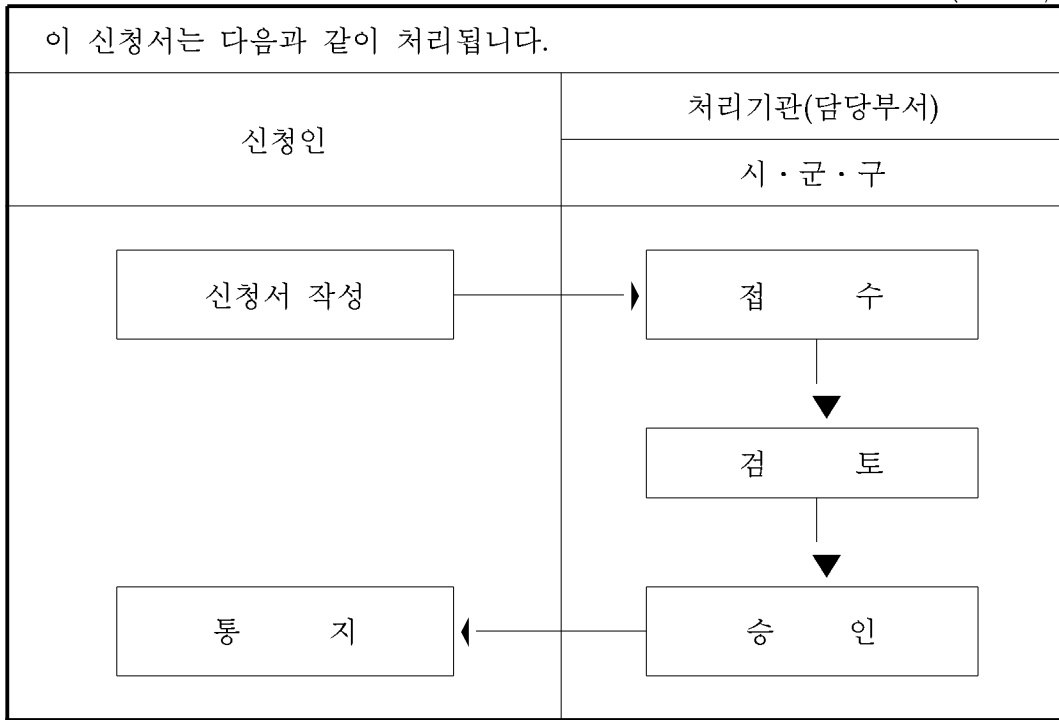 이 신청서는 다음과 같이 처리됩니다.
신청인
처리기관(담당부서)
시·군·구
신청서 작성
접 수
검 토
통 지
승 인